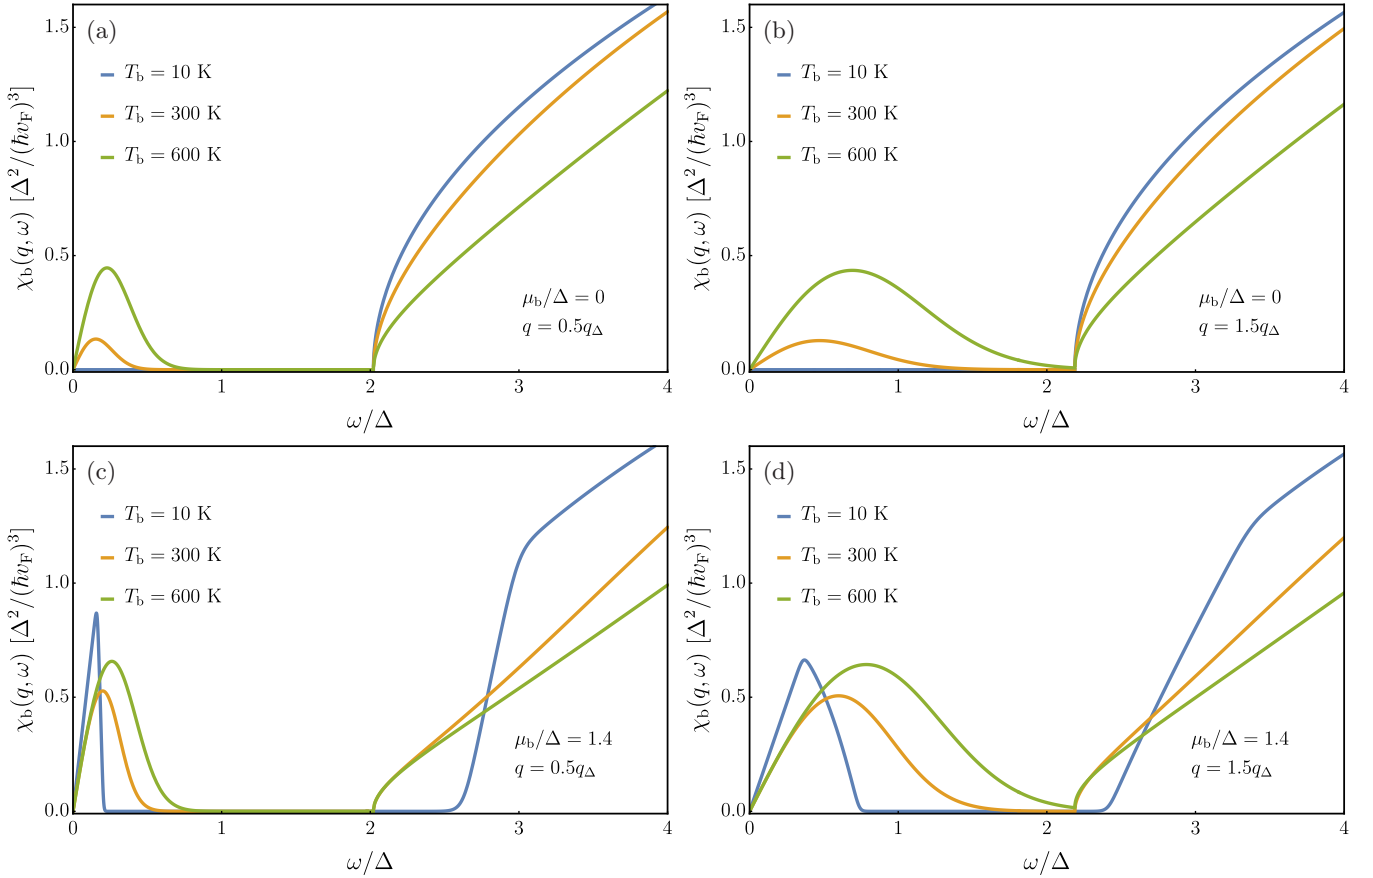 (a)
T_b = 10 K
T_b = 300 K
T_b = 600 K
μ_b/Δ = 0
q = 0.5q_Δ
χ_b(q, ω) [Δ²/(ħv_F)³]
0.0
0.5
1.0
1.5
0
1
2
3
4
ω/Δ
(b)
T_b = 10 K
T_b = 300 K
T_b = 600 K
μ_b/Δ = 0
q = 1.5q_Δ
χ_b(q, ω) [Δ²/(ħv_F)³]
0.0
0.5
1.0
1.5
0
1
2
3
4
ω/Δ
(c)
T_b = 10 K
T_b = 300 K
T_b = 600 K
μ_b/Δ = 1.4
q = 0.5q_Δ
χ_b(q, ω) [Δ²/(ħv_F)³]
0.0
0.5
1.0
1.5
0
1
2
3
4
ω/Δ
(d)
T_b = 10 K
T_b = 300 K
T_b = 600 K
μ_b/Δ = 1.4
q = 1.5q_Δ
χ_b(q, ω) [Δ²/(ħv_F)³]
0.0
0.5
1.0
1.5
0
1
2
3
4
ω/Δ